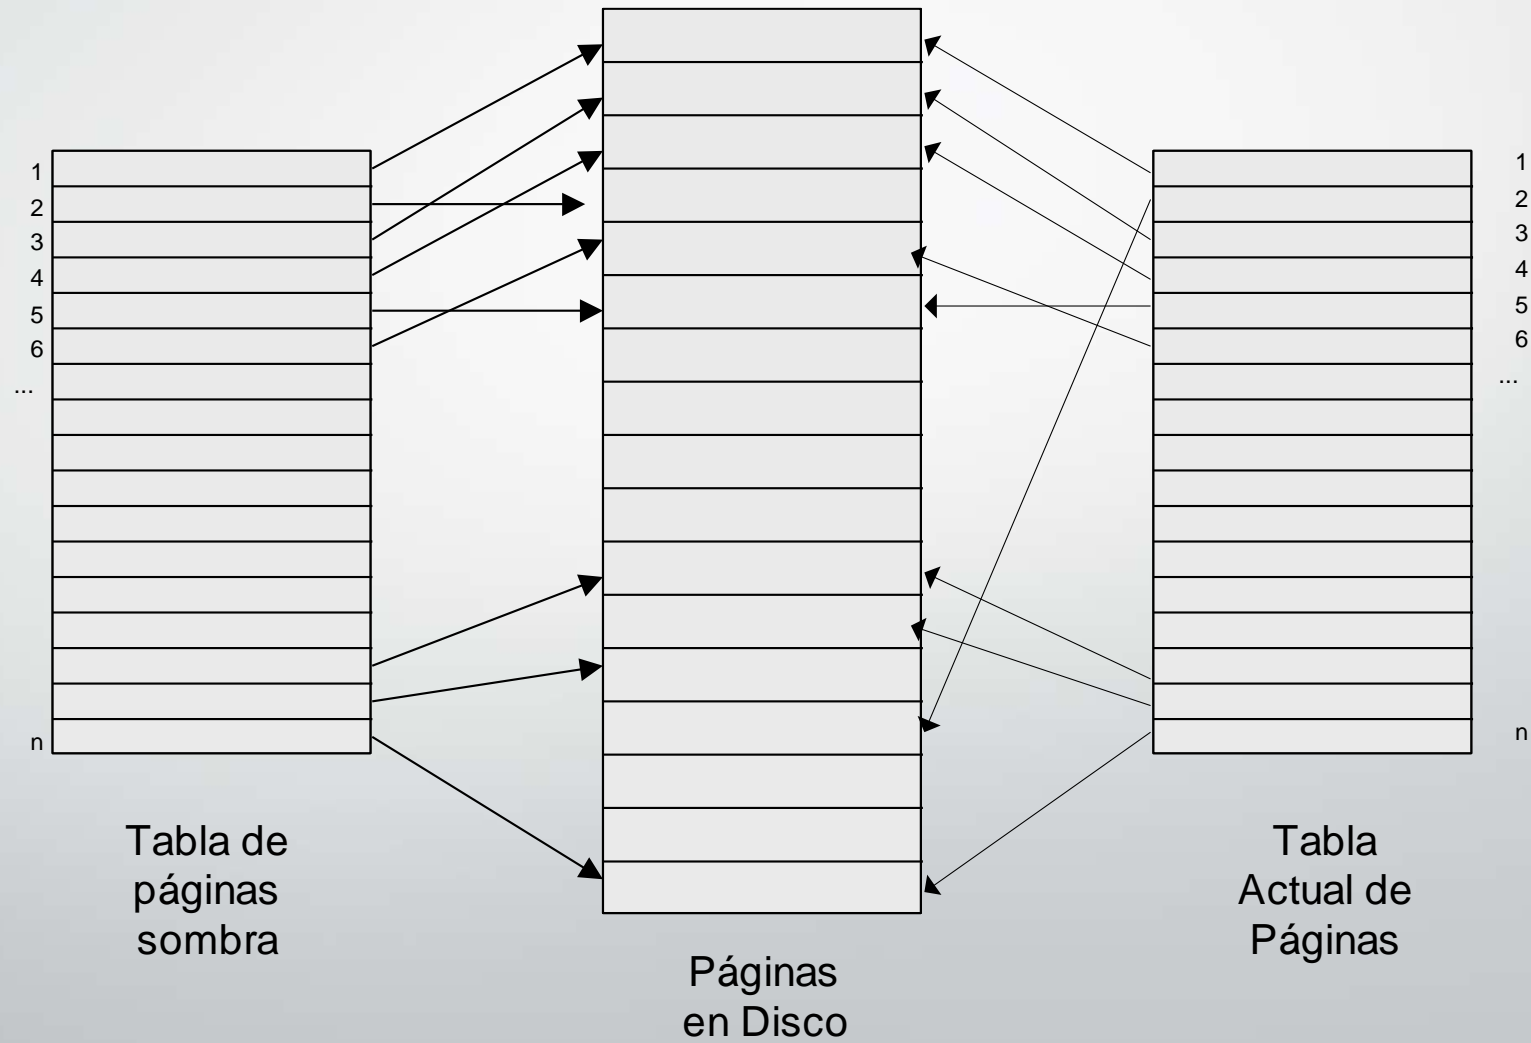 1
2
3
4
5
6
...
n
Tabla de
páginas
sombra
Páginas
en Disco
1
2
3
4
5
6
...
n
Tabla
Actual de
Páginas